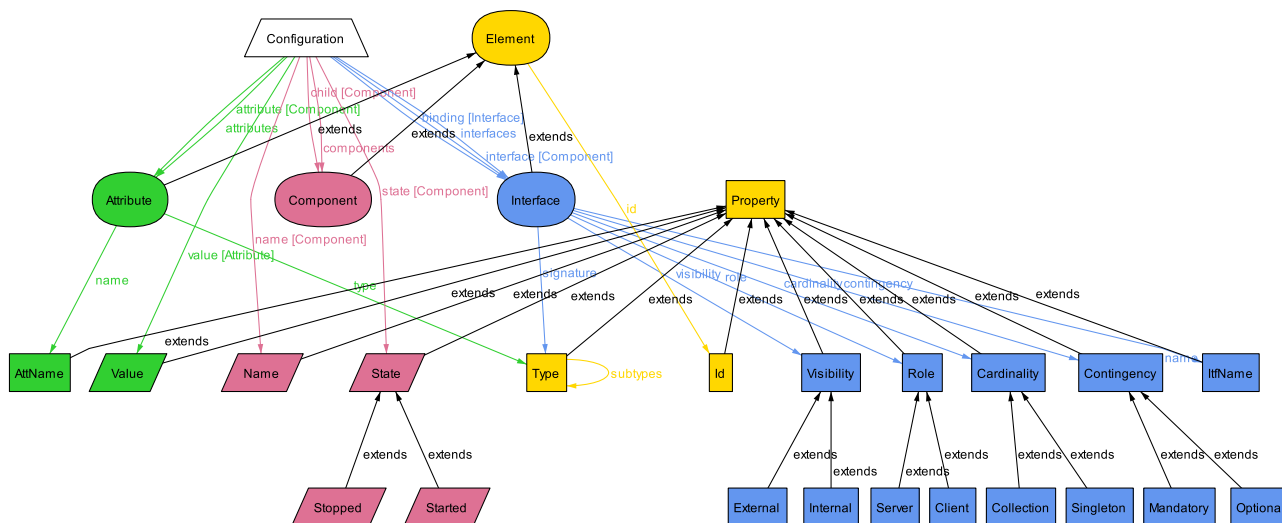 Configuration
Element
child [Component]
attribute [Component]
attributes
extends
components
binding [Interface]
extends
interfaces
extends
interface [Component]
Attribute
Component
state [Component]
Interface
Property
id
name [Component]
value [Attribute]
name
type
signature
visibility
role
cardinality
contingency
extends
extends
extends
extends
extends
extends
extends
extends
extends
extends
AttName
Value
Name
State
Type
subtypes
Id
Visibility
Role
Cardinality
Contingency
name
ItfName
extends
extends
extends
extends
extends
extends
extends
extends
extends
extends
Stopped
Started
External
Internal
Server
Client
Collection
Singleton
Mandatory
Optiona